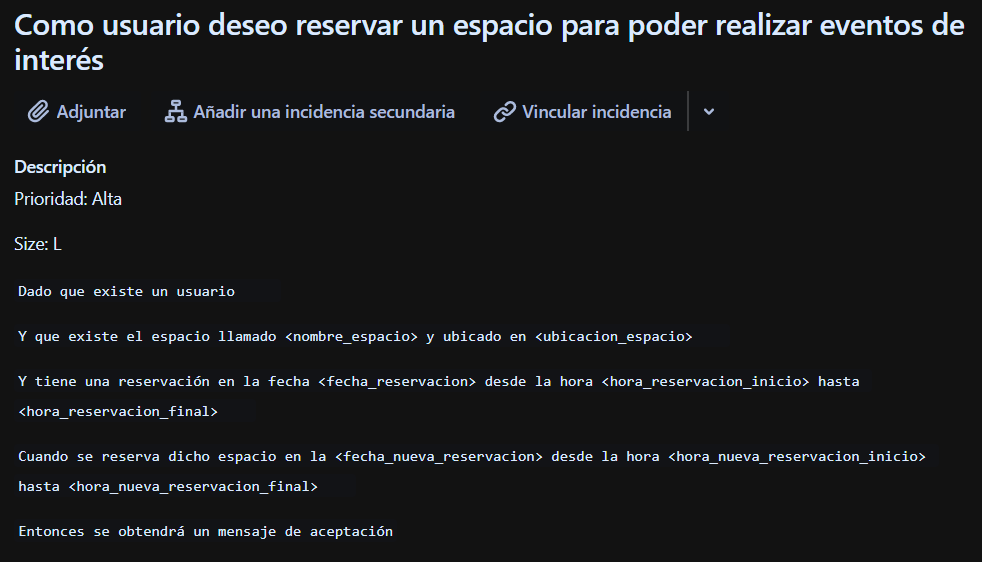 Como usuario deseo reservar un espacio para poder realizar eventos de
interés
Adjuntar
Añadir una incidencia secundaria
Vincular incidencia
Descripción
Prioridad: Alta
Size: L
Dado que existe un usuario
Y que existe el espacio llamado <nombre_espacio> y ubicado en <ubicacion_espacio>
Y tiene una reservación en la fecha <fecha_reservacion> desde la hora <hora_reservacion_inicio> hasta
<hora_reservacion_final>
Cuando se reserva dicho espacio en la <fecha_nueva_reservacion> desde la hora <hora_nueva_reservacion_inicio>
hasta <hora_nueva_reservacion_final>
Entonces se obtendrá un mensaje de aceptación